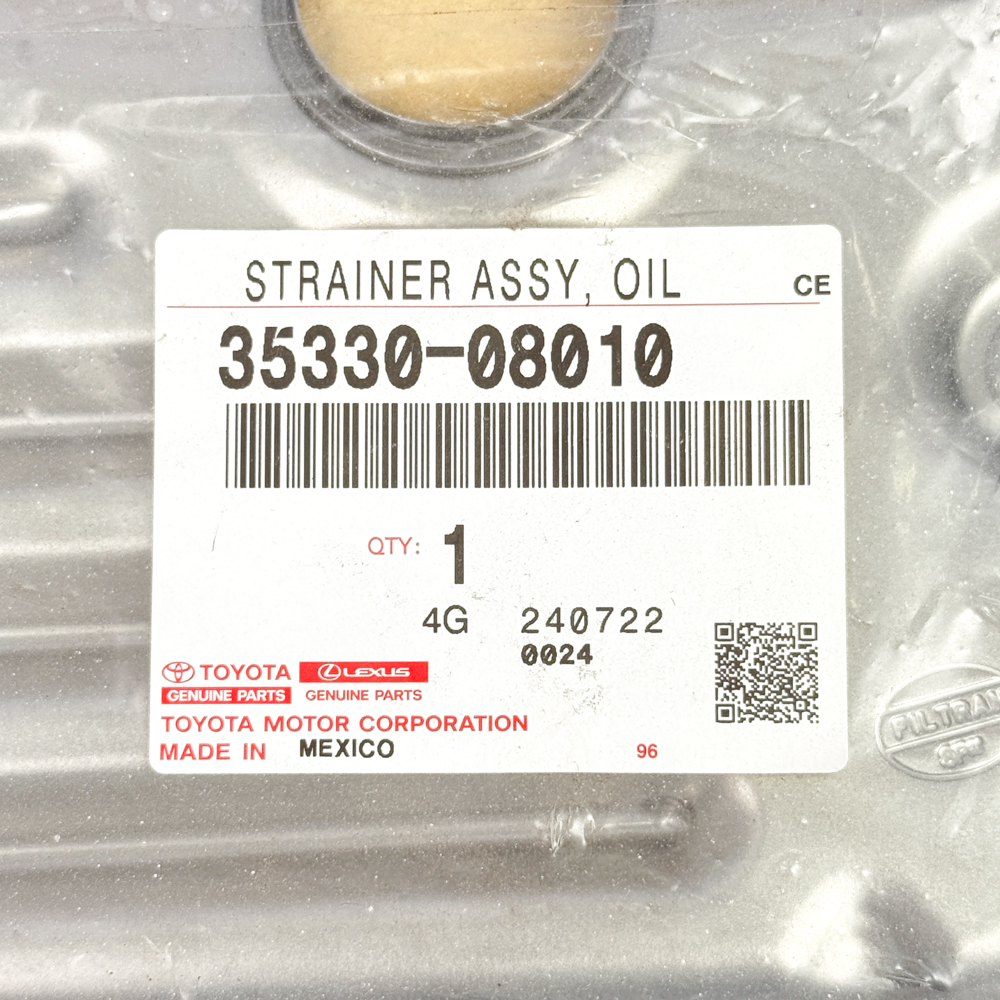 STRAINER ASSY, OIL
CE
35330-08010
QTY: 1
4G 240722
0024
TOYOTA LEXUS
GENUINE PARTS GENUINE PARTS
TOYOTA MOTOR CORPORATION
MADE IN MEXICO
96
FILTRAN